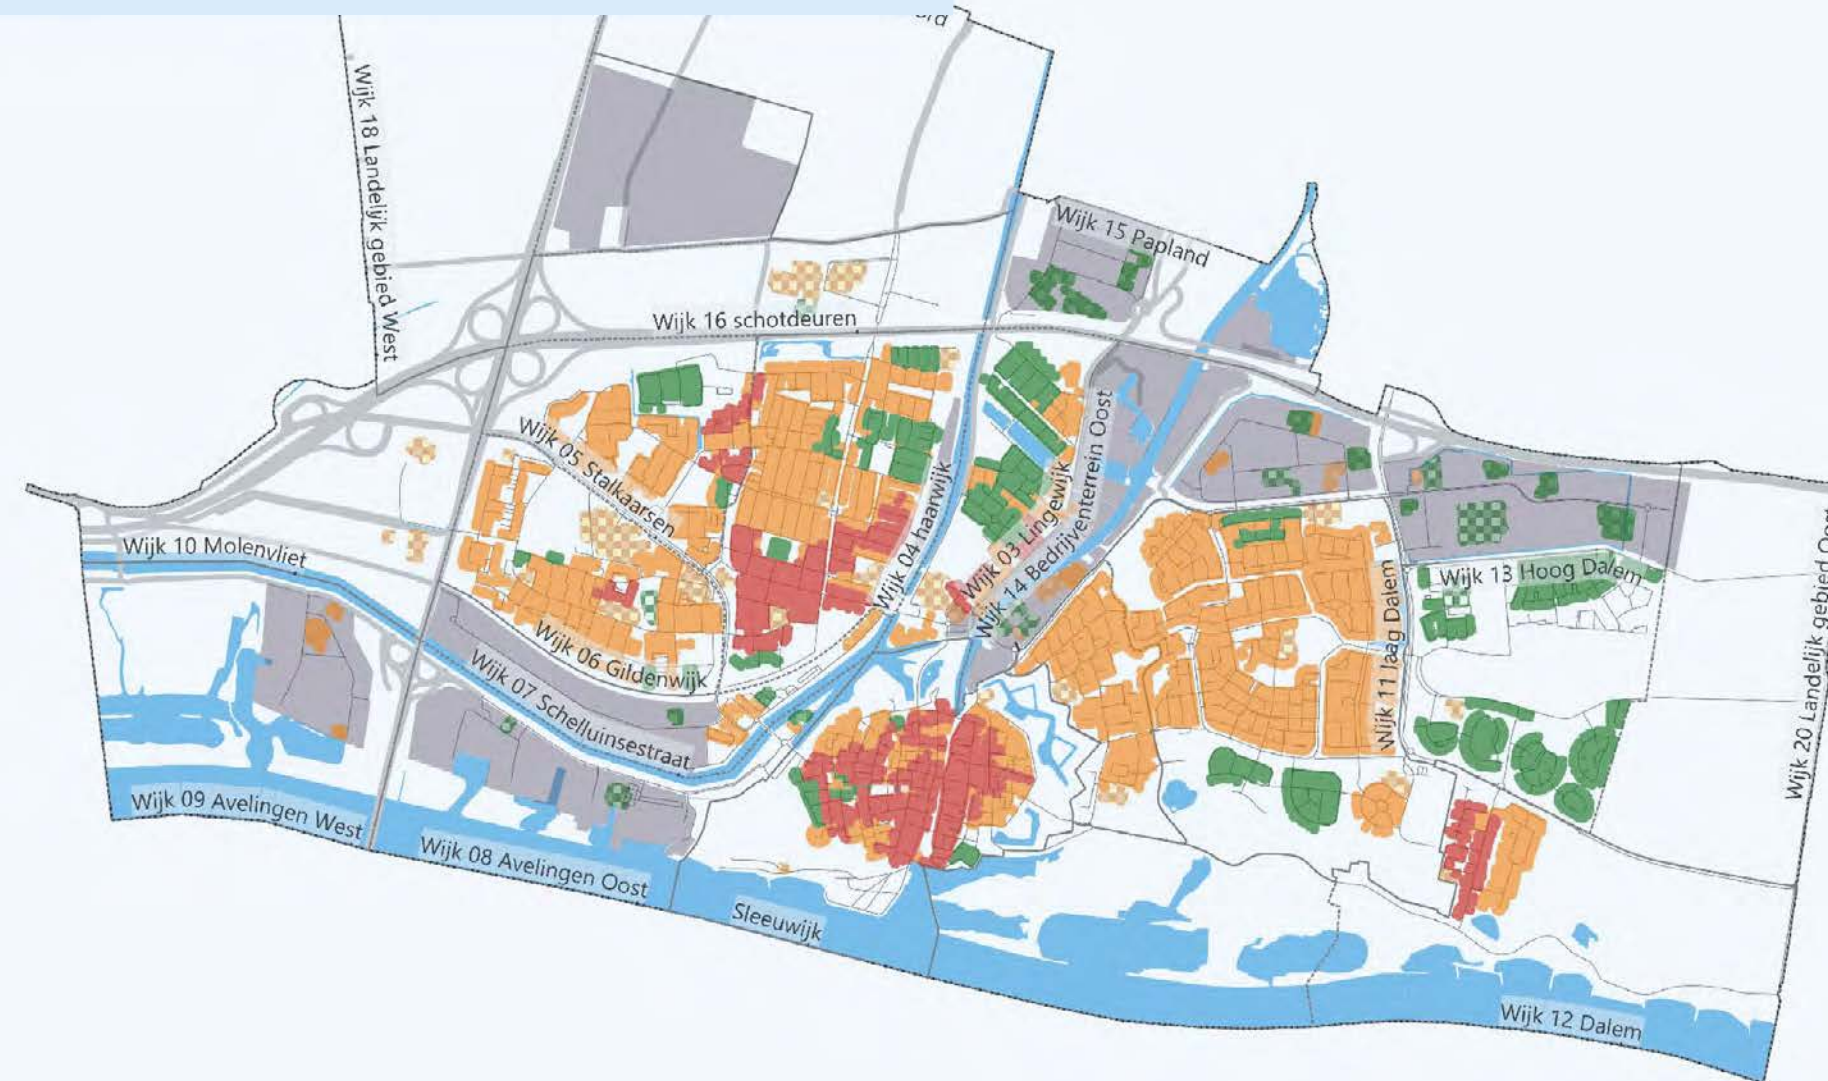 Wijk 18 Landelijk gebied West
Wijk 15 Papland
Wijk 16 schotdeuren
Wijk 05 Stalkaarsen
Wijk 04 haarwijk
Wijk 03 Lingewijk
Wijk 14 Bedrijventerrein Oost
Wijk 10 Molenvliet
Wijk 13 Hoog Dalem
Wijk 11 laag Dalem
Wijk 20 Landelijk gebied Oost
Wijk 06 Gildenwijk
Wijk 07 Schelluinsestraat
Wijk 09 Avelingen West
Wijk 08 Avelingen Oost
Sleeuwijk
Wijk 12 Dalem